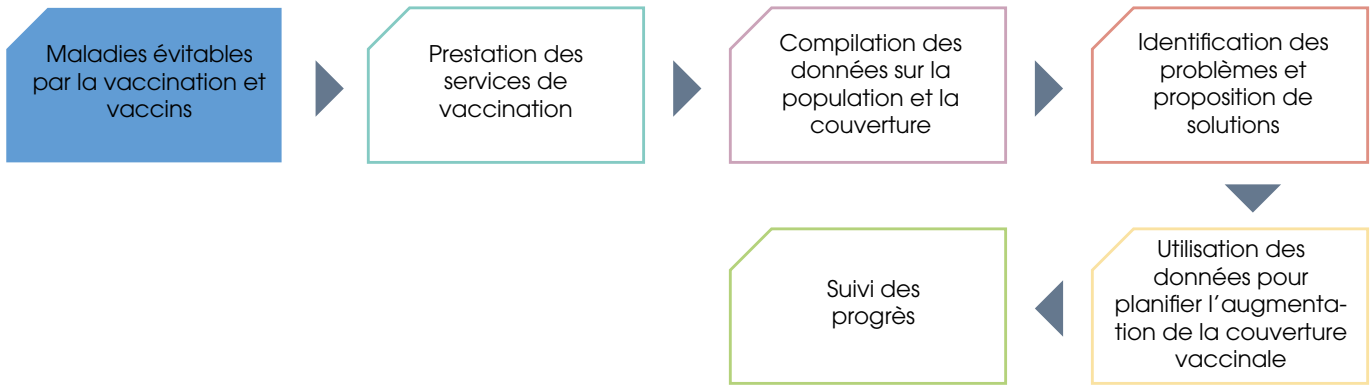 Maladies évitables
par la vaccination et
vaccins
Prestation des
services de
vaccination
Compilation des
données sur la
population et la
couverture
Identification des
problèmes et
proposition de
solutions
Utilisation des
données pour
planifier l’augmenta-
tion de la couverture
vaccinale
Suivi des
progrès